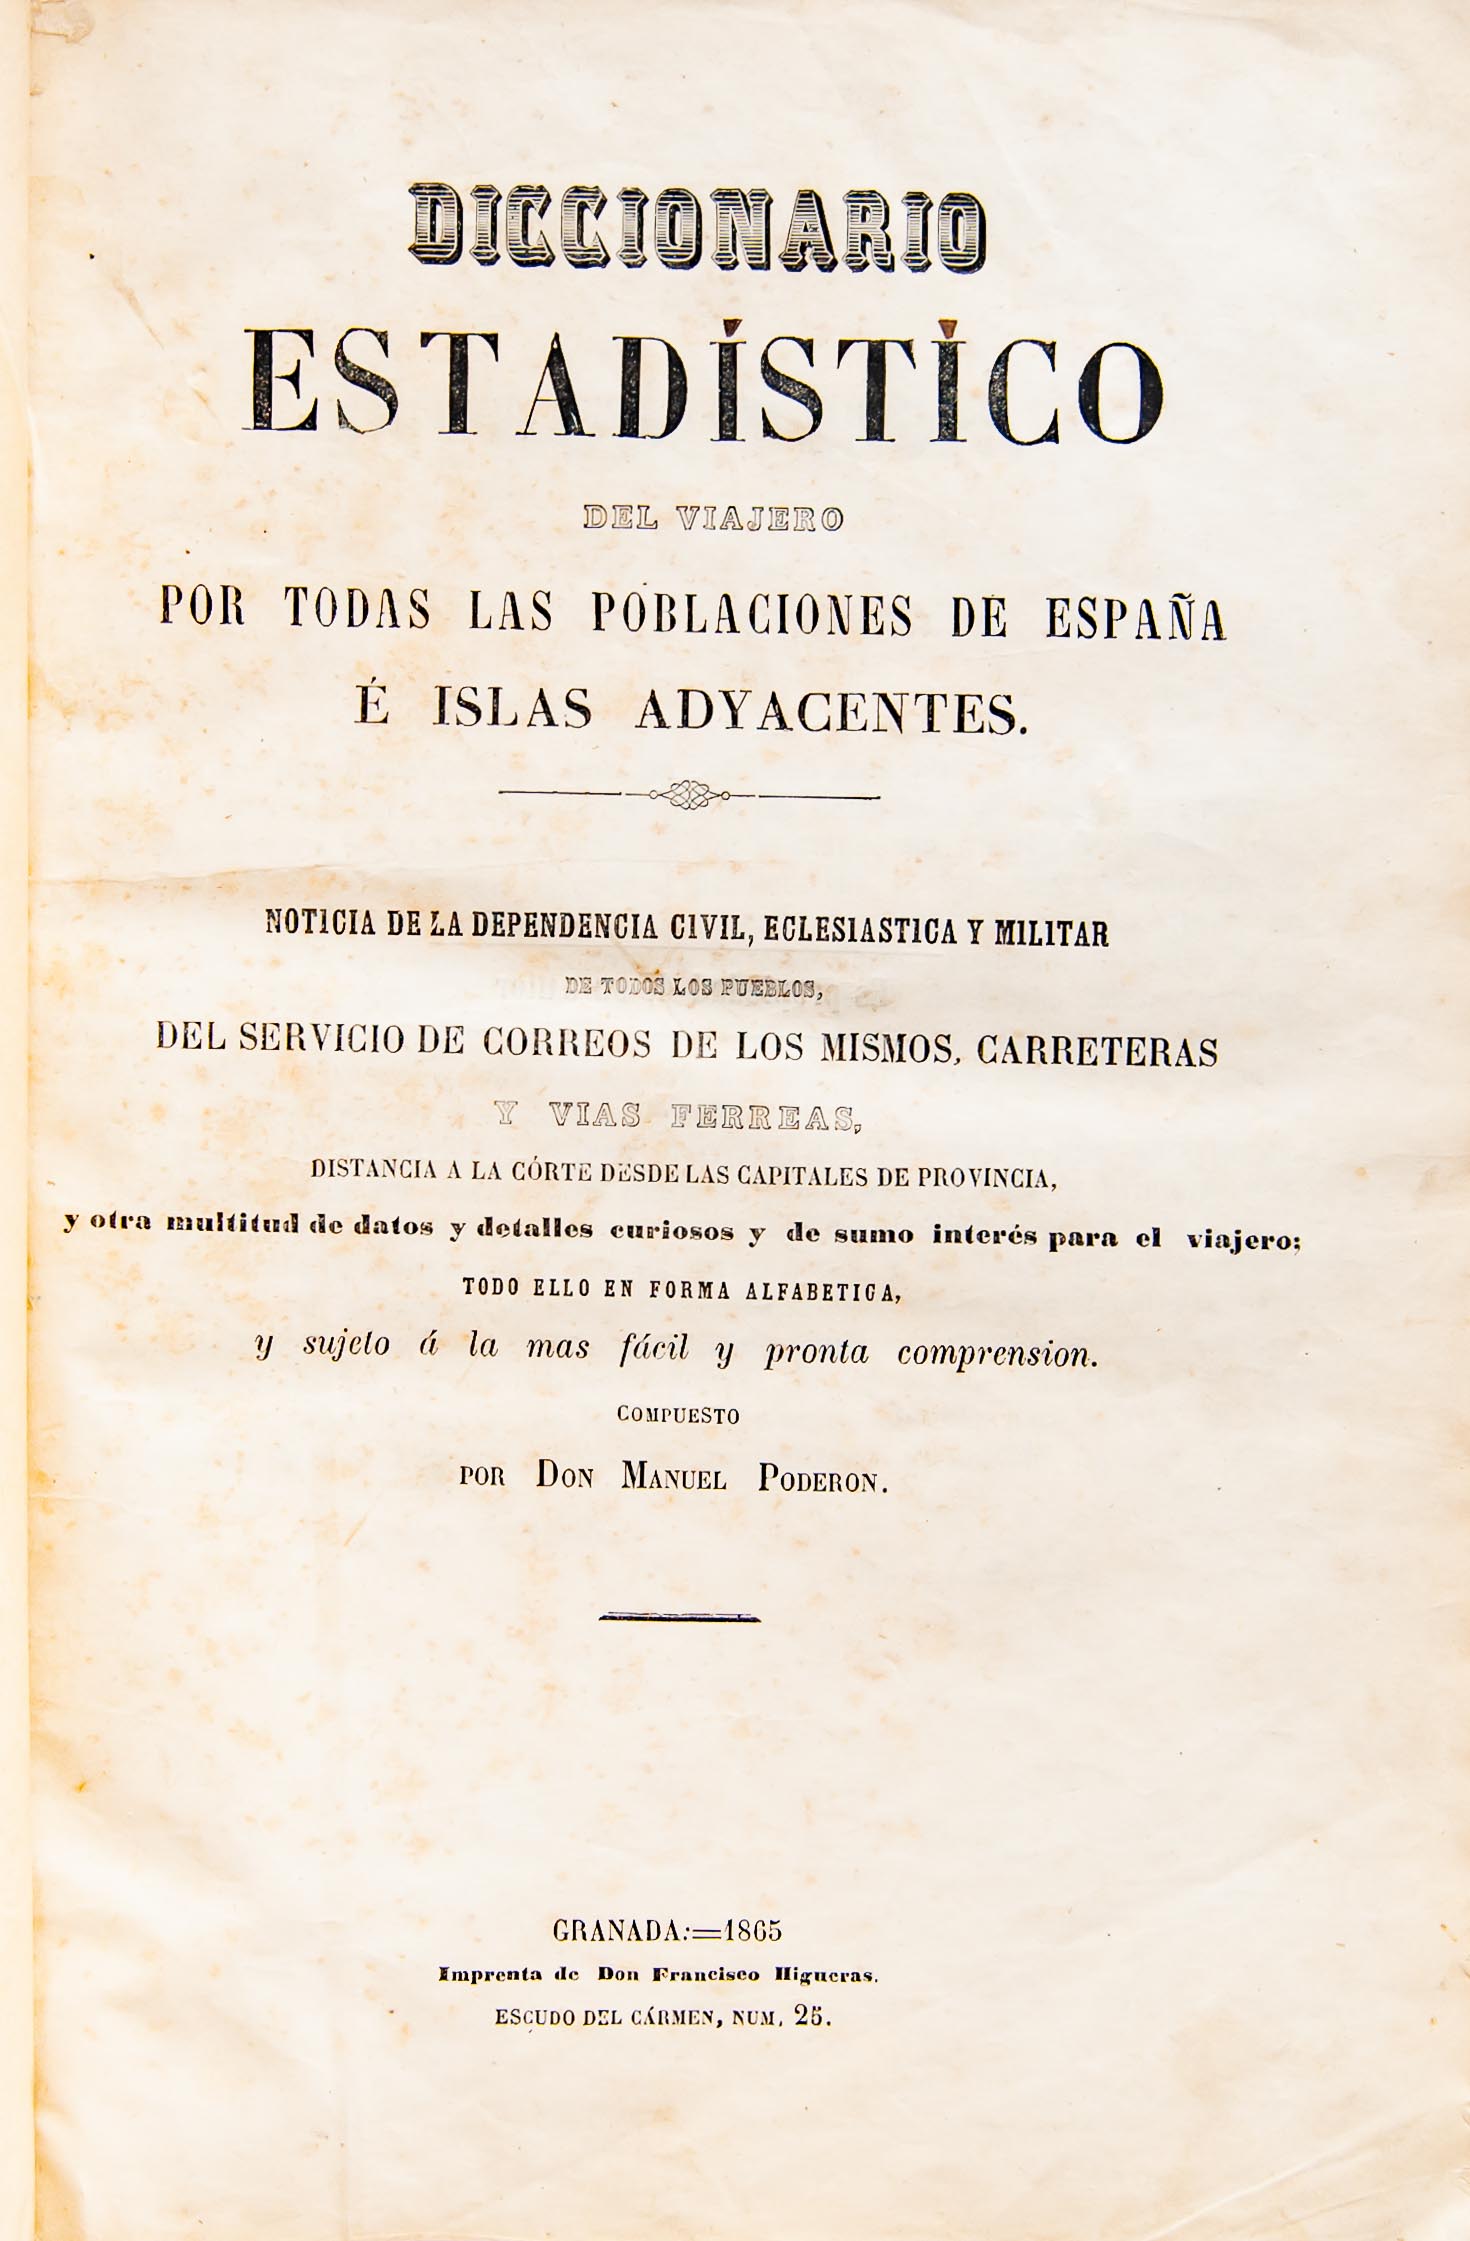 DICCIONARIO
ESTADÍSTÍCO
DEL VIAJERO
POR TODAS LAS POBLACIONES DE ESPAÑA
É ISLAS ADYACENTES.
NOTICIA DE LA DEPENDENCIA CIVIL, ECLESIASTICA Y MILITAR
DE TODOS LOS PUEBLOS,
DEL SERVICIO DE CORREOS DE LOS MISMOS, CARRETERAS
Y VIAS FERREAS,
DISTANCIA A LA CÓRTE DESDE LAS CAPITALES DE PROVINCIA,
y otra multitud de datos y detalles curiosos y de sumo interés para el viajero;
TODO ELLO EN FORMA ALFABETICA,
y sujeto á la mas fácil y pronta comprension.
COMPUESTO
POR DON MANUEL PODERON.
GRANADA:=1865
Imprenta de Don Francisco Higueras.
ESCUDO DEL CÁRMEN, NUM. 25.